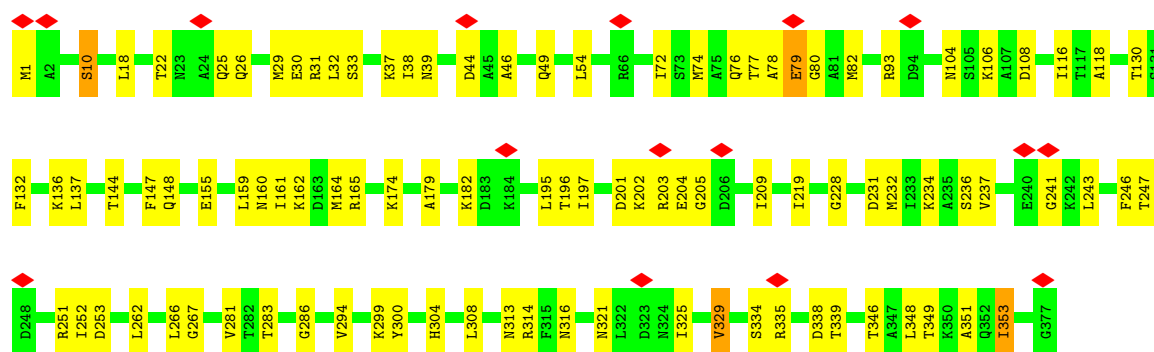 M1 A2 S10 L18 T22 N23 A24 Q25 Q26 M29 E30 R31 L32 S33 K37 I38 N39 D44 A45 A46 Q49 L54 R66 I72 S73 M74 A75 Q76 T77 A78 E79 G80 A81 M82 R93 D94 N104 S105 K106 A107 D108 I116 T117 A118 T130 S131
F132 K136 L137 T144 F147 Q148 E155 L159 N160 I161 K162 D163 M164 R165 K174 A179 K182 D183 K184 L195 T196 I197 D201 K202 R203 E204 G205 D206 I209 I219 G228 D231 M232 I233 K234 A235 S236 V237 E240 G241 K242 L243 F246 T247
D248 R251 I252 D253 L262 L266 G267 V281 T282 T283 G286 V294 K299 Y300 H304 L308 N313 R314 F315 N316 N321 L322 D323 N324 I325 V329 S334 R335 D338 T339 T346 A347 L348 T349 K350 A351 Q352 I353 G377